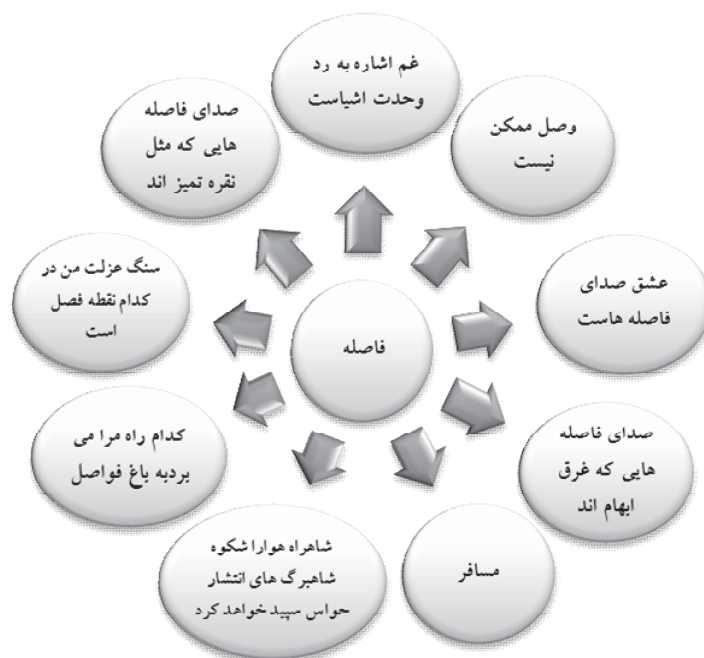 غم اشاره به رد
وحدت اشیاست
وصل ممکن
نیست
عشق صدای
فاصله هاست
صدای فاصله
هایی که غرق
ابهام اند
مسافر
شاهراه هوارا شکوه
شاهبرگ های انتشار
حواس سپید خواهد کرد
کدام راه مرا می
بردبه باغ فواصل
سنگ عزلت من در
کدام نقطه فصل
است
صدای فاصله
هایی که مثل
نقره تمیز اند
فاصله